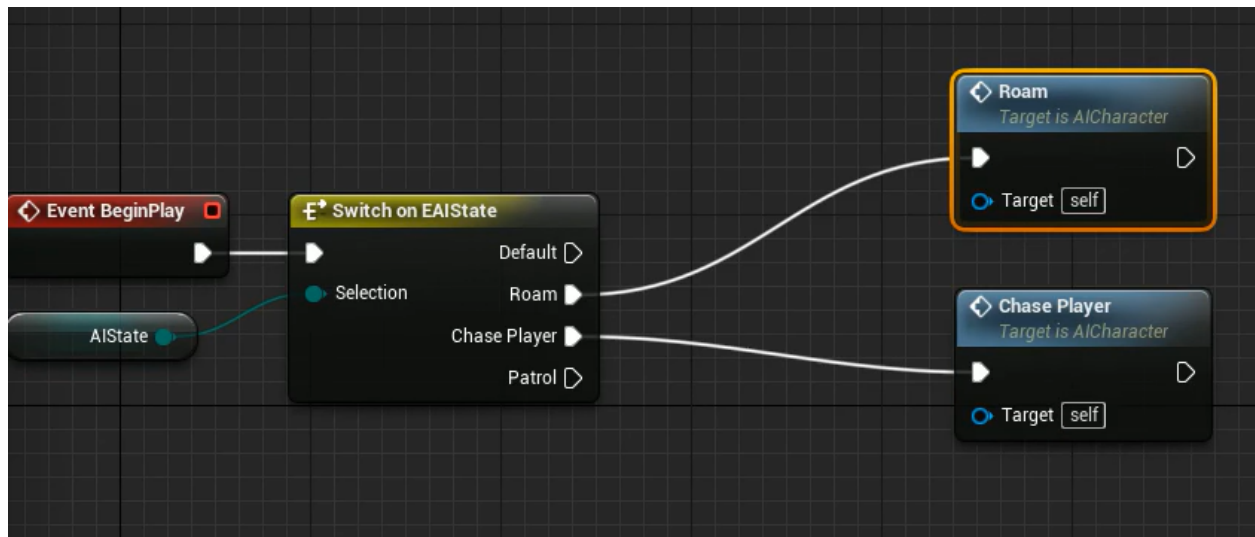 Event BeginPlay
AIState
Switch on EAIState
Default
Selection
Roam
Chase Player
Patrol
Roam
Target is AICharacter
Target self
Chase Player
Target is AICharacter
Target self